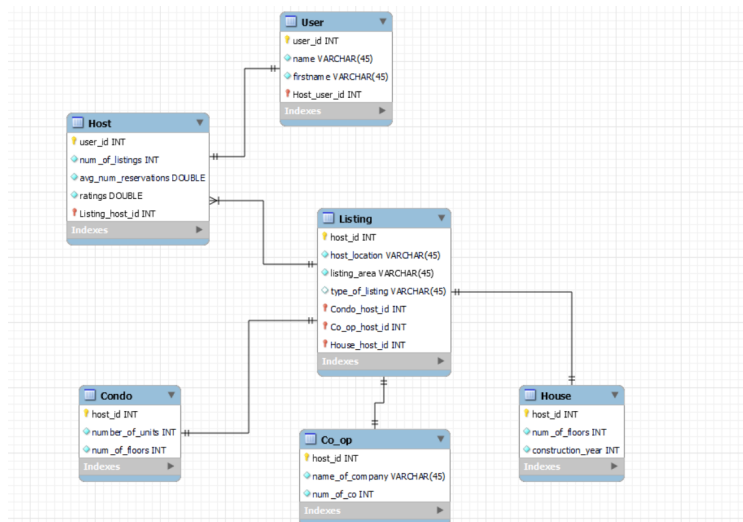 User
user_id INT
name VARCHAR(45)
firstname VARCHAR(45)
Host_user_id INT
Indexes
Host
user_id INT
num_of_listings INT
avg_num_reservations DOUBLE
ratings DOUBLE
Listing_host_id INT
Indexes
Listing
host_id INT
host_location VARCHAR(45)
listing_area VARCHAR(45)
type_of_listing VARCHAR(45)
Condo_host_id INT
Co_op_host_id INT
House_host_id INT
Indexes
Condo
host_id INT
number_of_units INT
num_of_floors INT
Indexes
Co_op
host_id INT
name_of_company VARCHAR(45)
num_of_co INT
Indexes
House
host_id INT
num_of_floors INT
construction_year INT
Indexes